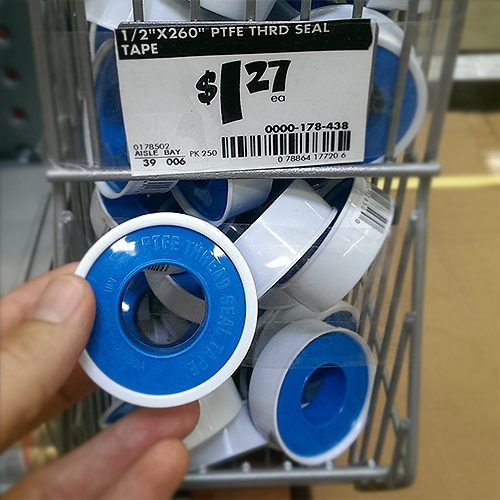 1/2"X260" PTFE THRD SEAL
TAPE
$1 27
ea
0000-178-438
0178502
AISLE BAY PK 250
39 006
0 78864 17720 6
PTFE THREAD SEAL TAPE